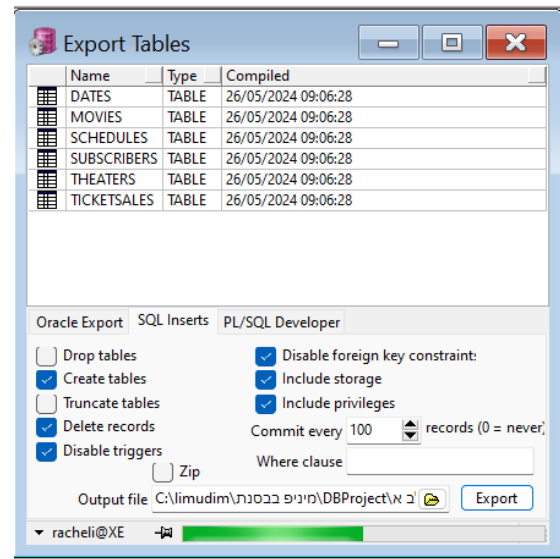 Export Tables
Name Type Compiled
DATES TABLE 26/05/2024 09:06:28
MOVIES TABLE 26/05/2024 09:06:28
SCHEDULES TABLE 26/05/2024 09:06:28
SUBSCRIBERS TABLE 26/05/2024 09:06:28
THEATERS TABLE 26/05/2024 09:06:28
TICKETSALES TABLE 26/05/2024 09:06:28
Oracle Export SQL Inserts PL/SQL Developer
Drop tables Disable foreign key constraints
Create tables Include storage
Truncate tables Include privileges
Delete records Commit every 100 records (0 = never)
Disable triggers Where clause
Zip
Output file C:\limudim\מיניפ בבסנת\DBProject\ב א' Export
racheli@XE